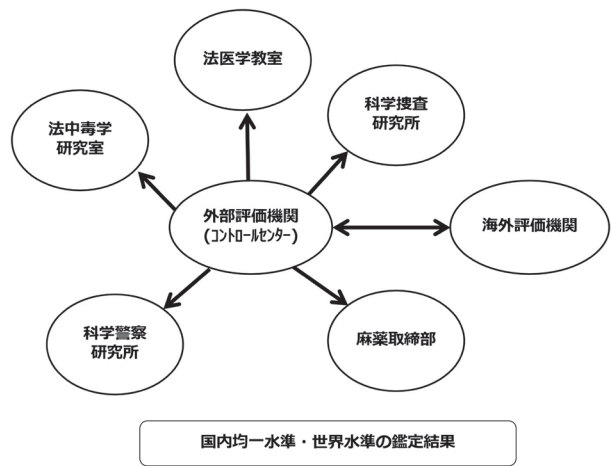 法医学教室
科学捜査
研究所
法中毒学
研究室
外部評価機関
(ｺﾝﾄﾛｰﾙｾﾝﾀｰ)
海外評価機関
科学警察
研究所
麻薬取締部
国内均一水準・世界水準の鑑定結果